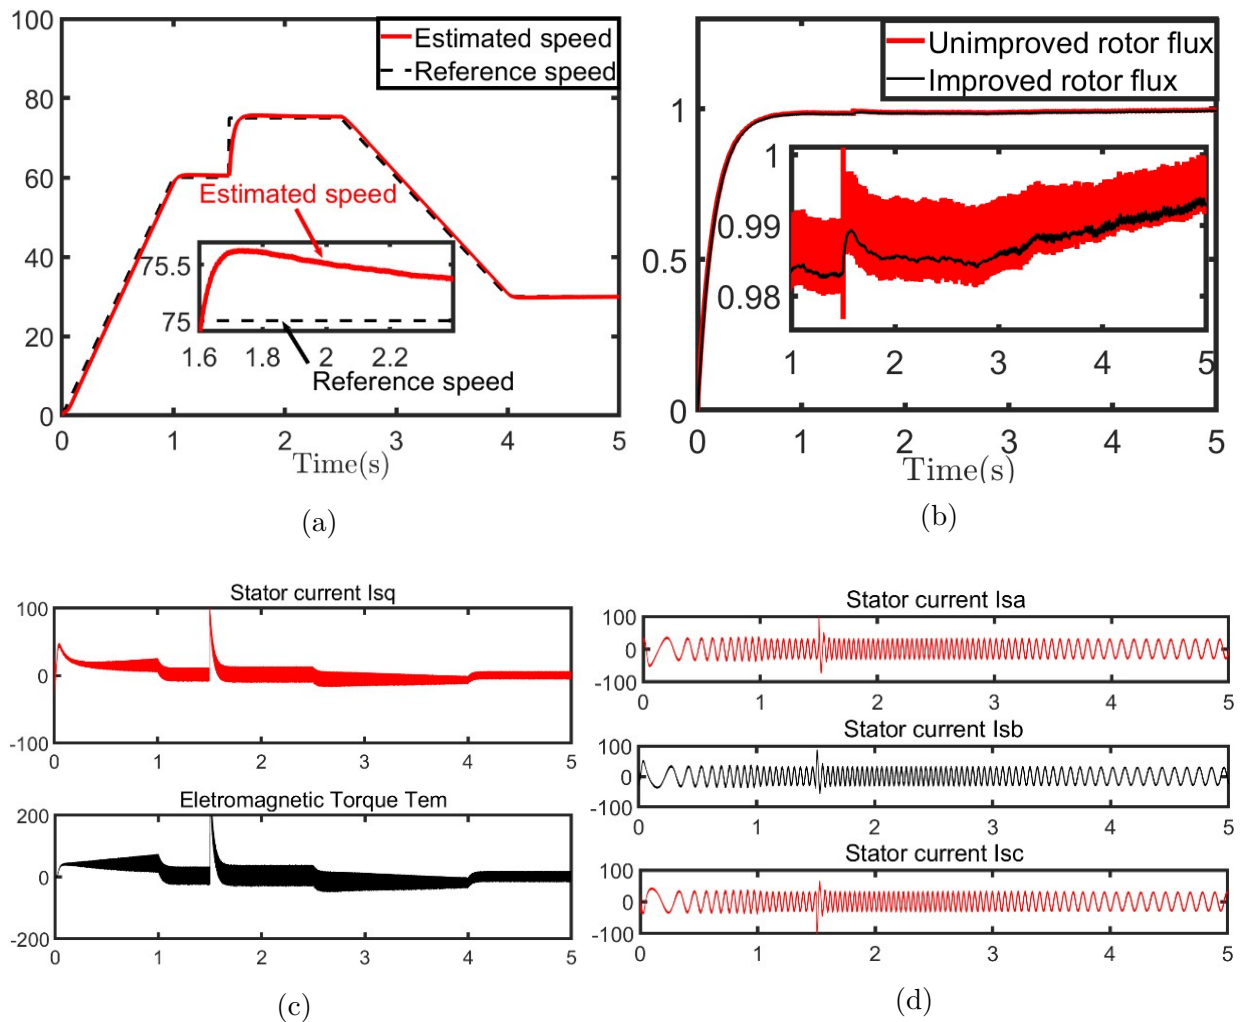 100
80
60
40
20
0
0 1 2 3 4 5
Time(s)
Estimated speed
Reference speed
Estimated speed
75.5
75
1.6 1.8 2 2.2
Reference speed
(a)
1
0.5
0
0 1 2 3 4 5
Time(s)
Unimproved rotor flux
Improved rotor flux
1
0.99
0.98
1 2 3 4 5
(b)
Stator current Isq
100
0
-100
0 1 2 3 4 5
Eletromagnetic Torque Tem
200
0
-200
0 1 2 3 4 5
(c)
Stator current Isa
100
0
-100
0 1 2 3 4 5
Stator current Isb
100
0
-100
0 1 2 3 4 5
Stator current Isc
100
0
-100
0 1 2 3 4 5
(d)